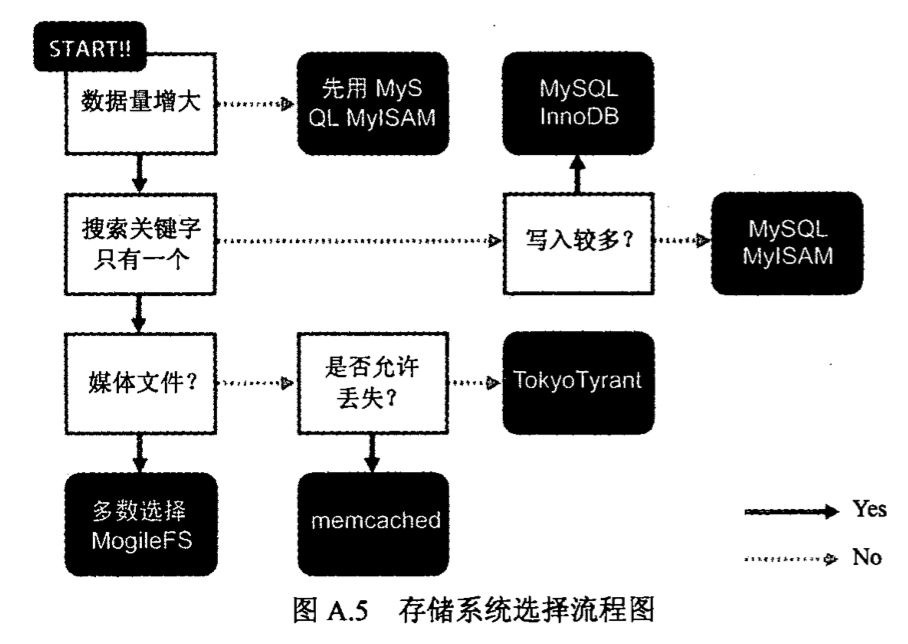 START!!
数据量增大
先用 MyS
QL MyISAM
MySQL
InnoDB
搜索关键字
只有一个
写入较多?
MySQL
MyISAM
媒体文件?
是否允许
丢失?
TokyoTyrant
多数选择
MogileFS
memcached
Yes
No
图 A.5 存储系统选择流程图